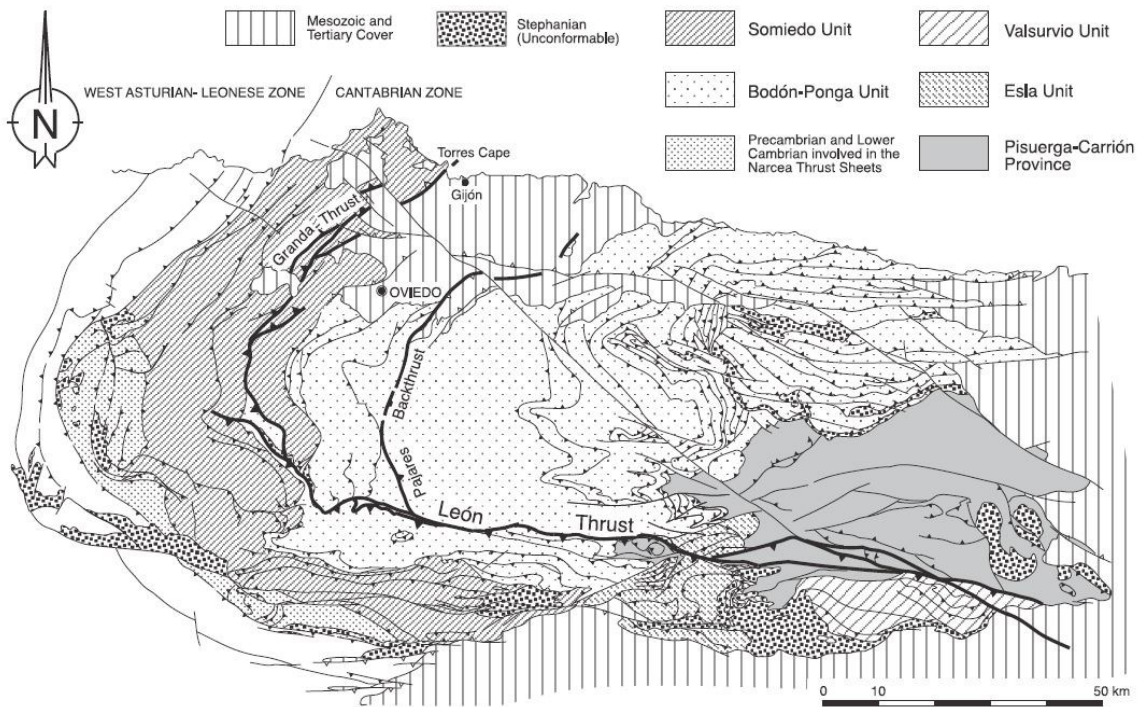 Mesozoic and
Tertiary Cover
Stephanian
(Unconformable)
Somiedo Unit
Valsurvio Unit
Bodón-Ponga Unit
Esla Unit
Precambrian and Lower
Cambrian involved in the
Narcea Thrust Sheets
Pisuerga-Carrión
Province
N
WEST ASTURIAN-LEONESE ZONE
CANTABRIAN ZONE
Torres Cape
Gijón
Granda-Thrust
OVIEDO
Pajares Backthrust
León Thrust
0 10 50 km